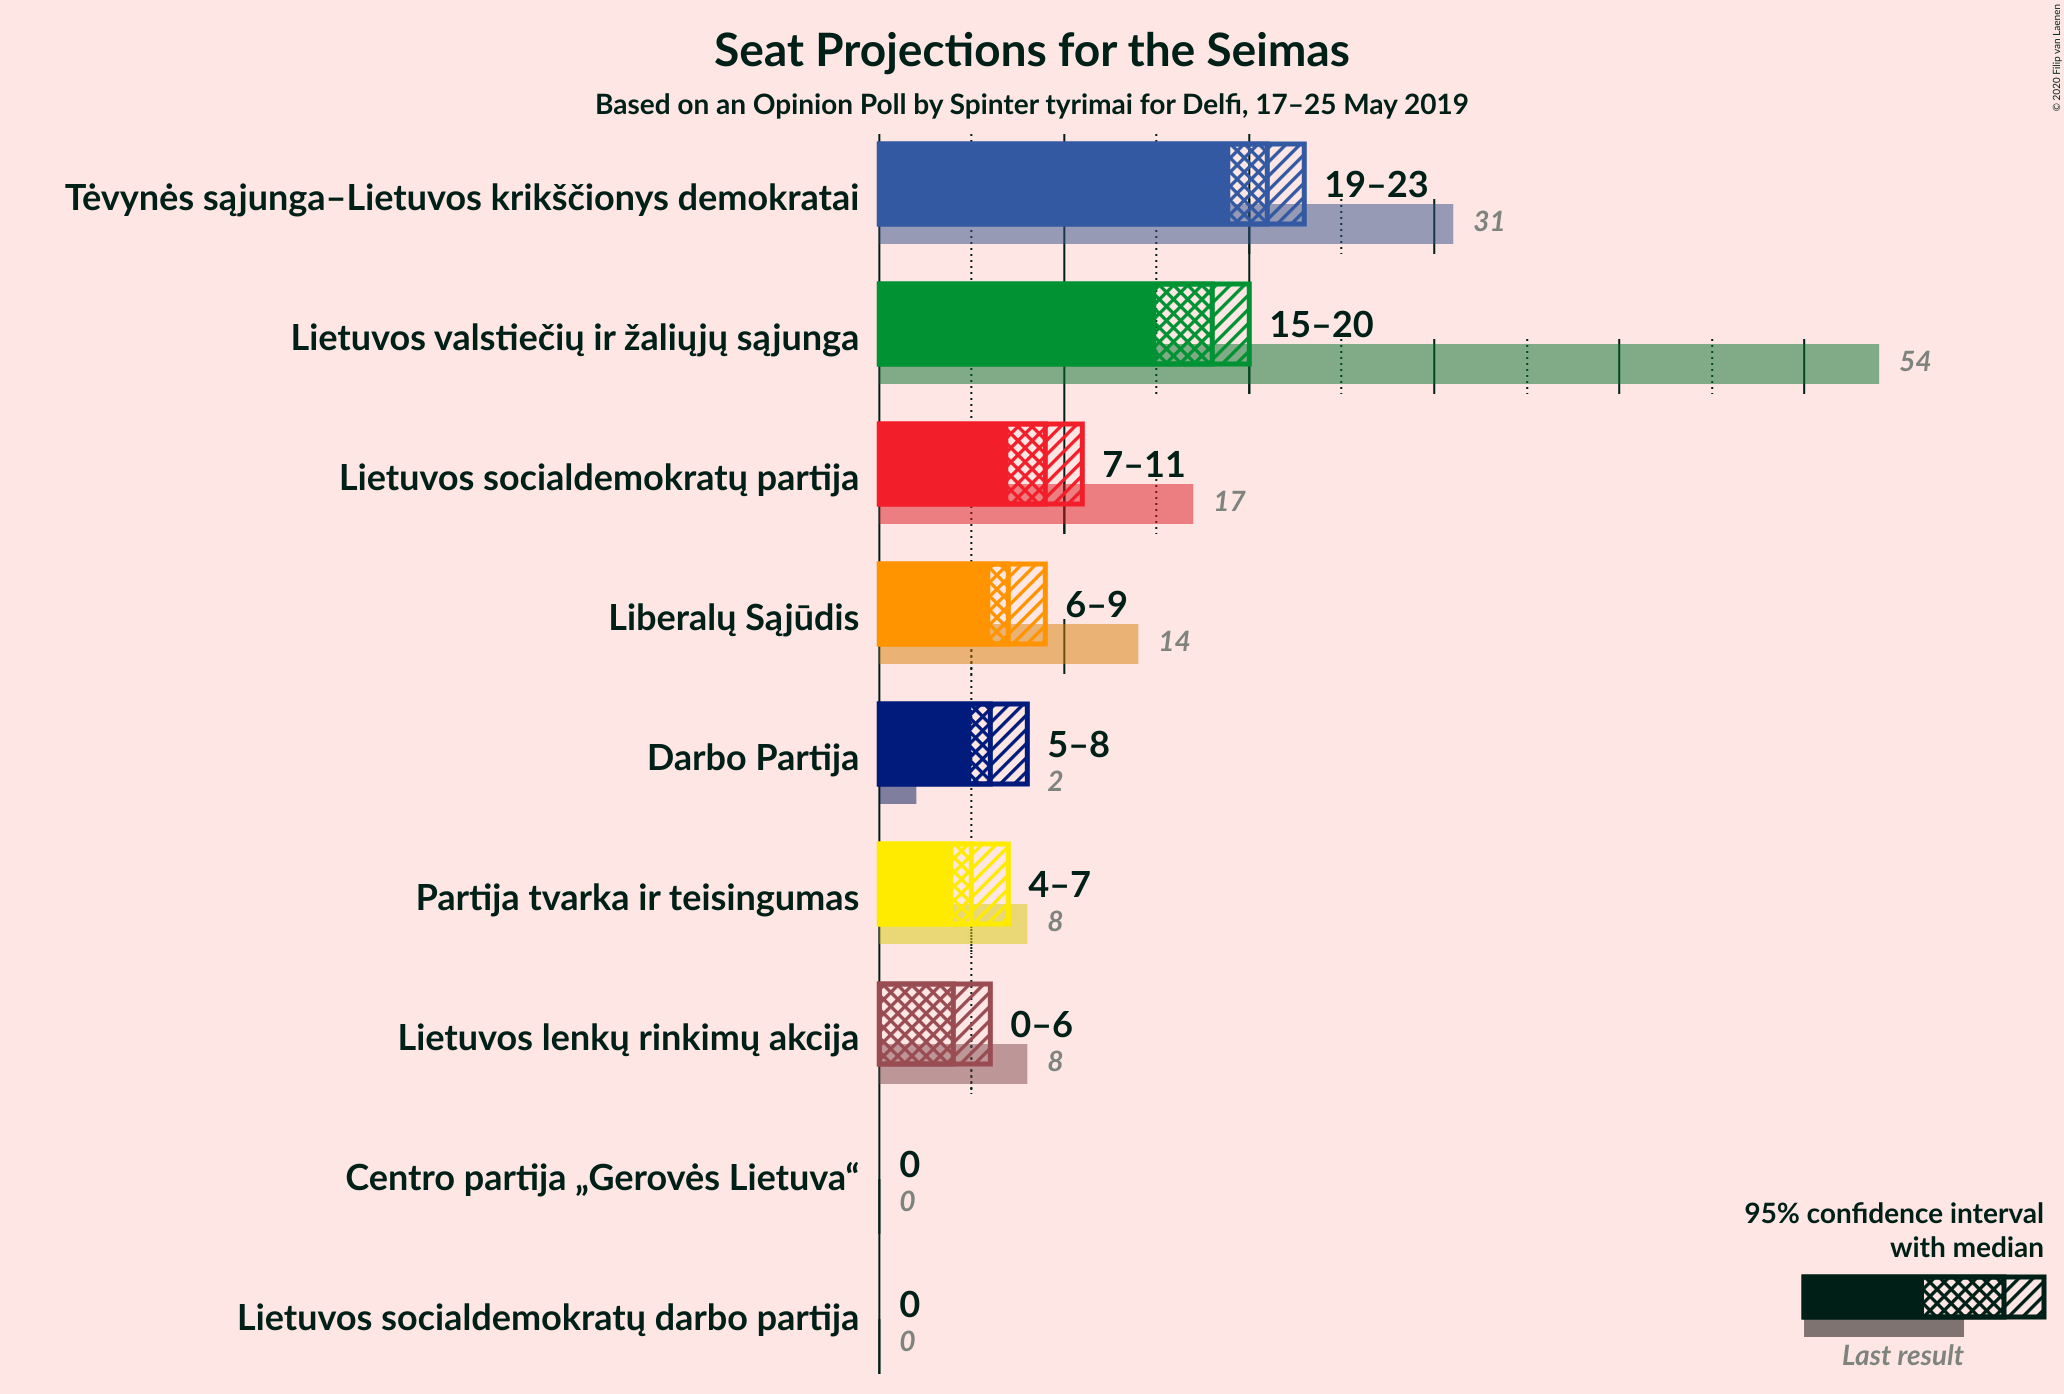 Seat Projections for the Seimas
Based on an Opinion Poll by Spinter tyrimai for Delfi, 17–25 May 2019
© 2020 Filip van Laenen
Tėvynės sąjunga–Lietuvos krikščionys demokratai
19–23
31
Lietuvos valstiečių ir žaliųjų sąjunga
15–20
54
Lietuvos socialdemokratų partija
7–11
17
Liberalų Sąjūdis
6–9
14
Darbo Partija
5–8
2
Partija tvarka ir teisingumas
4–7
8
Lietuvos lenkų rinkimų akcija
0–6
8
Centro partija „Gerovės Lietuva“
0
0
Lietuvos socialdemokratų darbo partija
0
0
95% confidence interval
with median
Last result